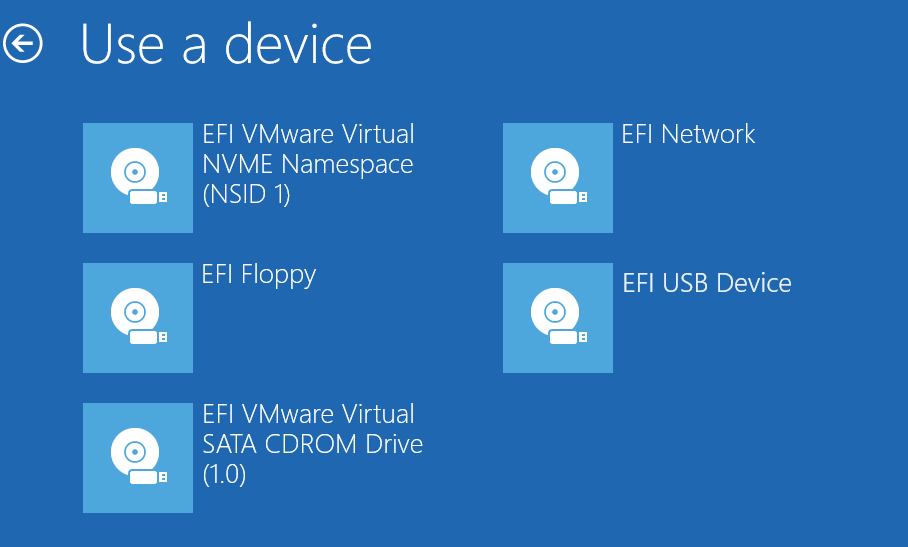 Use a device
EFI VMware Virtual
NVME Namespace
(NSID 1)
EFI Floppy
EFI VMware Virtual
SATA CDROM Drive
(1.0)
EFI Network
EFI USB Device